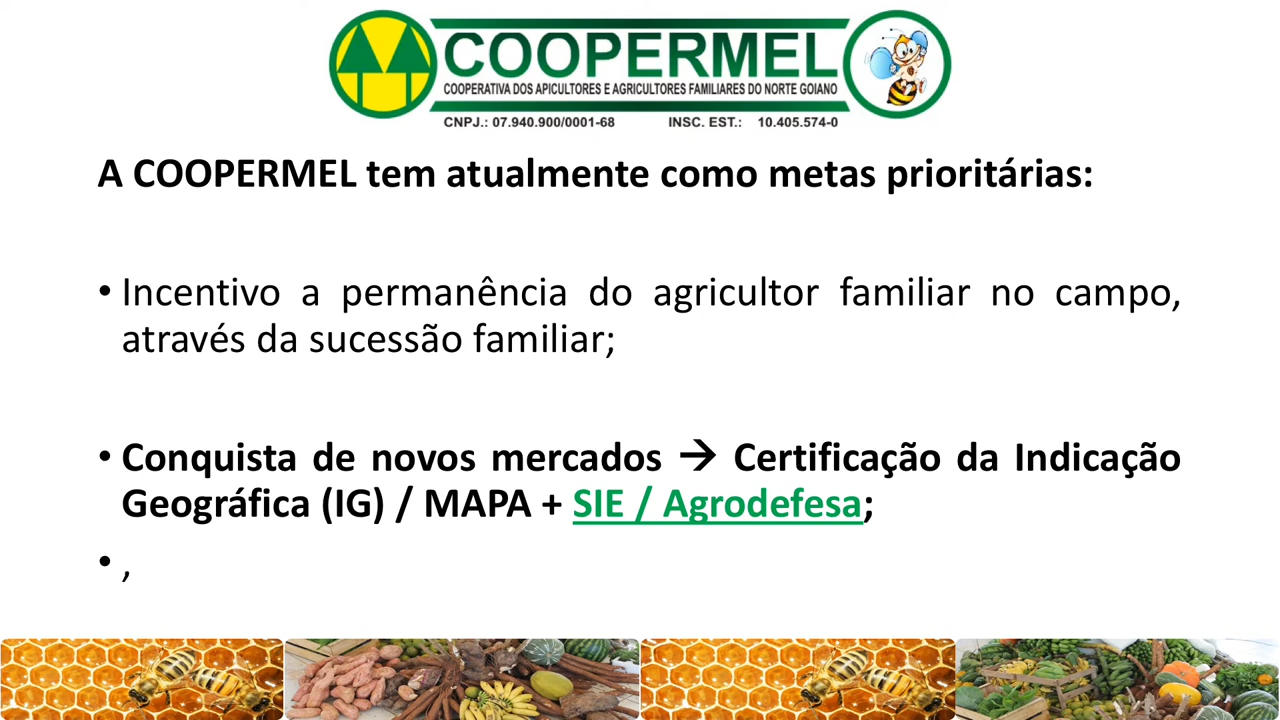 COOPERMEL
COOPERATIVA DOS APICULTORES E AGRICULTORES FAMILIARES DO NORTE GOIANO
CNPJ.: 07.940.900/0001-68 INSC. EST.: 10.405.574-0
A COOPERMEL tem atualmente como metas prioritárias:
• Incentivo a permanência do agricultor familiar no campo,
através da sucessão familiar;
• Conquista de novos mercados → Certificação da Indicação
Geográfica (IG) / MAPA + SIE / Agrodefesa;
• ,